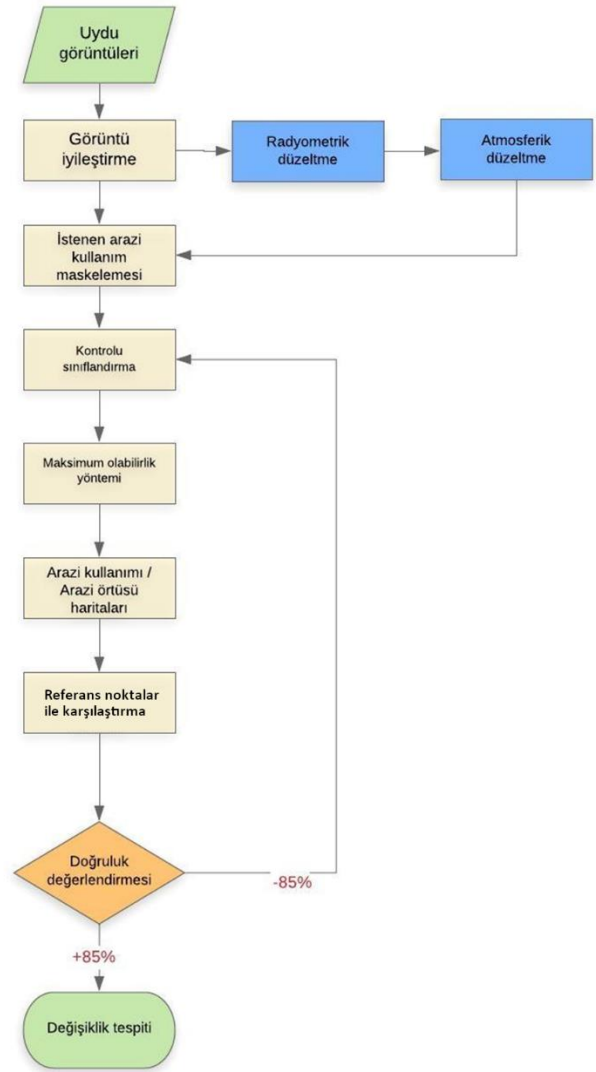 Uydu
görüntüleri
Görüntü
iyileştirme
Radyometrik
düzeltme
Atmosferik
düzeltme
İstenen arazi
kullanım
maskelemesi
Kontrolu
sınıflandırma
Maksimum olabilirlik
yöntemi
Arazi kullanımı /
Arazi örtüsü
haritaları
Referans noktalar
ile karşılaştırma
Doğruluk
değerlendirmesi
-85%
+85%
Değişiklik tespiti